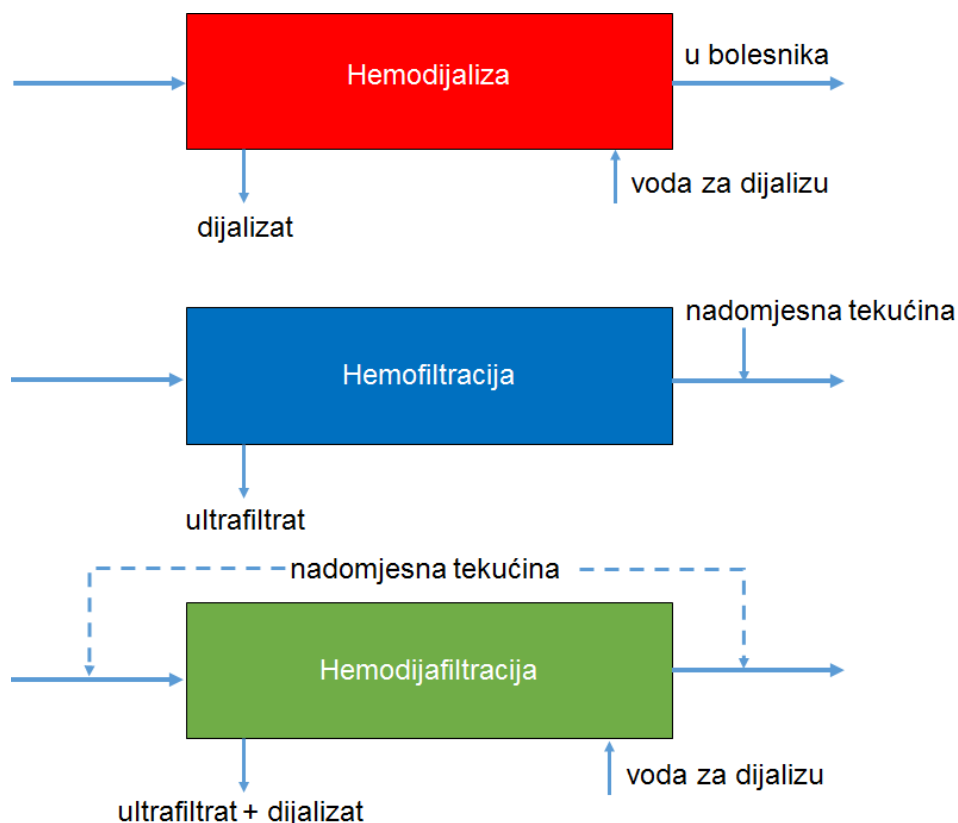 Hemodijaliza
u bolesnika
voda za dijalizu
dijalizat
nadomjesna tekućina
Hemofiltracija
ultrafiltrat
nadomjesna tekućina
Hemodijafiltracija
voda za dijalizu
ultrafiltrat + dijalizat